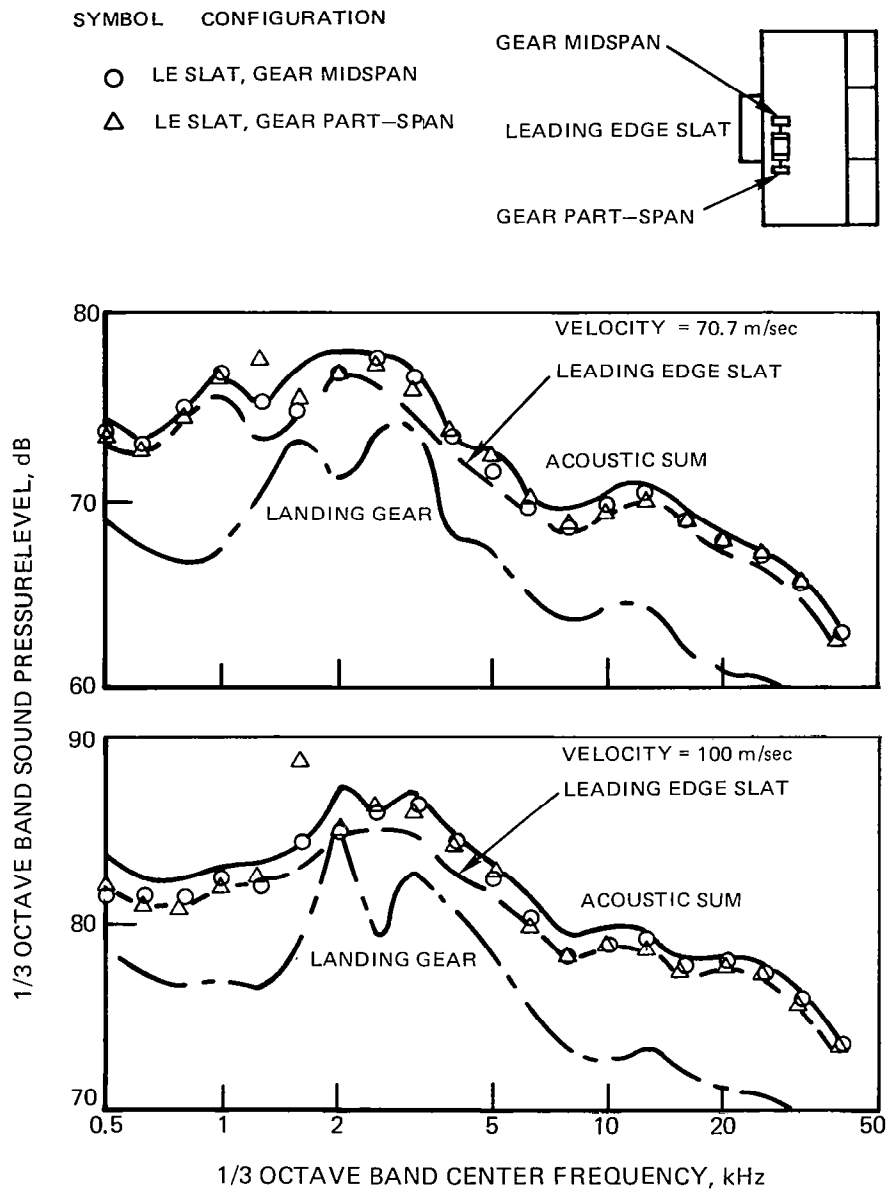 SYMBOL CONFIGURATION
LE SLAT, GEAR MIDSPAN
LE SLAT, GEAR PART-SPAN
GEAR MIDSPAN
LEADING EDGE SLAT
GEAR PART-SPAN
80
VELOCITY = 70.7 m/sec
LEADING EDGE SLAT
ACOUSTIC SUM
70
LANDING GEAR
60
90
VELOCITY = 100 m/sec
LEADING EDGE SLAT
ACOUSTIC SUM
80
LANDING GEAR
70
0.5 1 2 5 10 20 50
1/3 OCTAVE BAND SOUND PRESSURE LEVEL, dB
1/3 OCTAVE BAND CENTER FREQUENCY, kHz